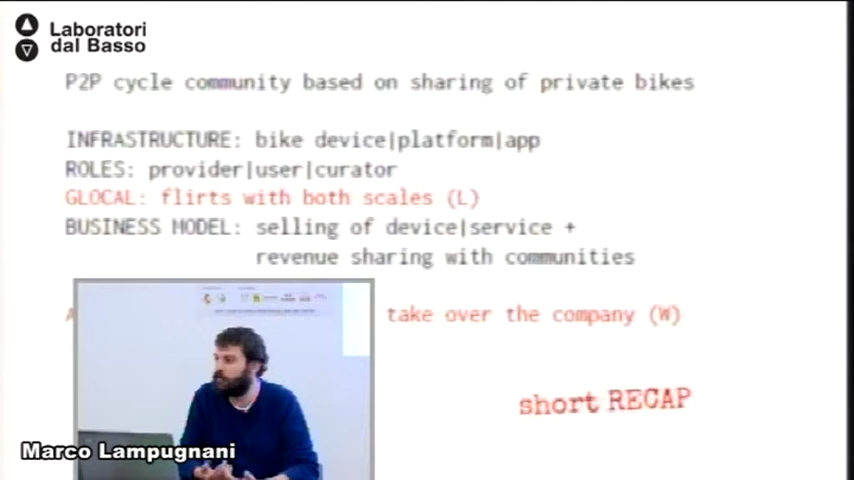 Laboratori
dal Basso
P2P cycle community based on sharing of private bikes
INFRASTRUCTURE: bike device|platform|app
ROLES: provider|user|curator
GLOCAL: flirts with both scales (L)
BUSINESS MODEL: selling of device|service +
revenue sharing with communities
take over the company (W)
short RECAP
Marco Lampugnani